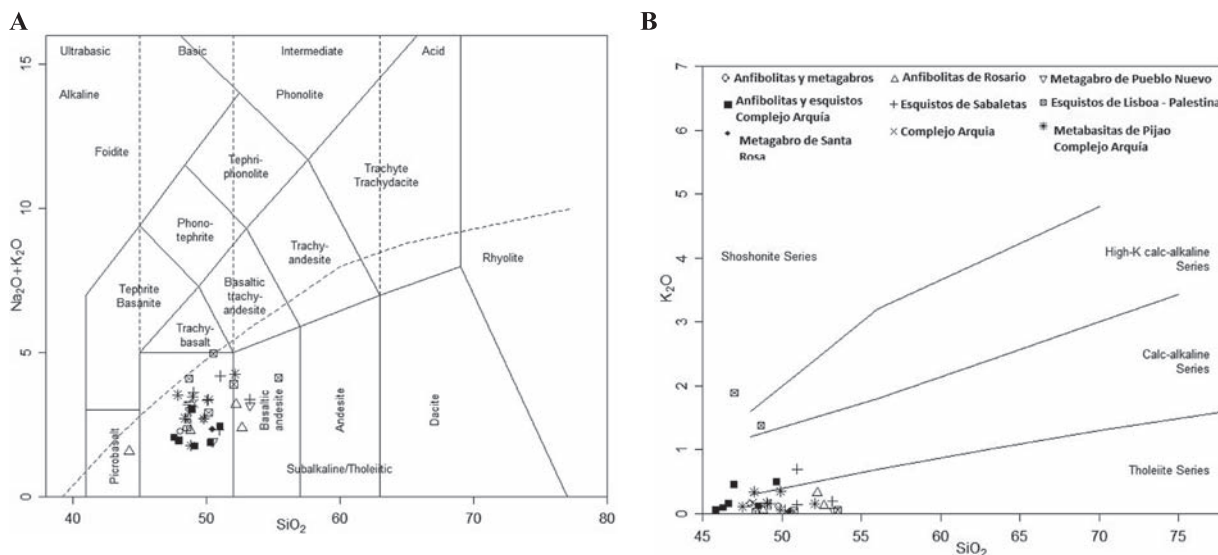 A
Ultrabasic
Basic
Intermediate
Acid
Alkaline
Phonolite
Foidite
Tephri-
phonolite
Trachyte
Trachydacite
Phono-
tephrite
Trachy-
andesite
Rhyolite
Tephrite
Basanite
Basaltic
trachy-
andesite
Trachy-
basalt
Picrobasalt
Basaltic
andesite
Andesite
Dacite
Subalkaline/Tholeiitic
Na₂O+K₂O
15
10
5
0
40
50
60
70
80
SiO₂
B
Anfibolitas y metagabros
Anfibolitas de Rosario
Metagabro de Pueblo Nuevo
Anfibolitas y esquistos
Complejo Arquía
Esquistos de Sabaletas
Esquistos de Lisboa - Palestina
Metagabro de Santa
Rosa
Complejo Arquia
Metabasitas de Pijao
Complejo Arquía
Shoshonite Series
High-K calc-alkaline
Series
Calc-alkaline
Series
Tholeiite Series
K₂O
7
6
5
4
3
2
1
0
45
50
55
60
65
70
75
SiO₂